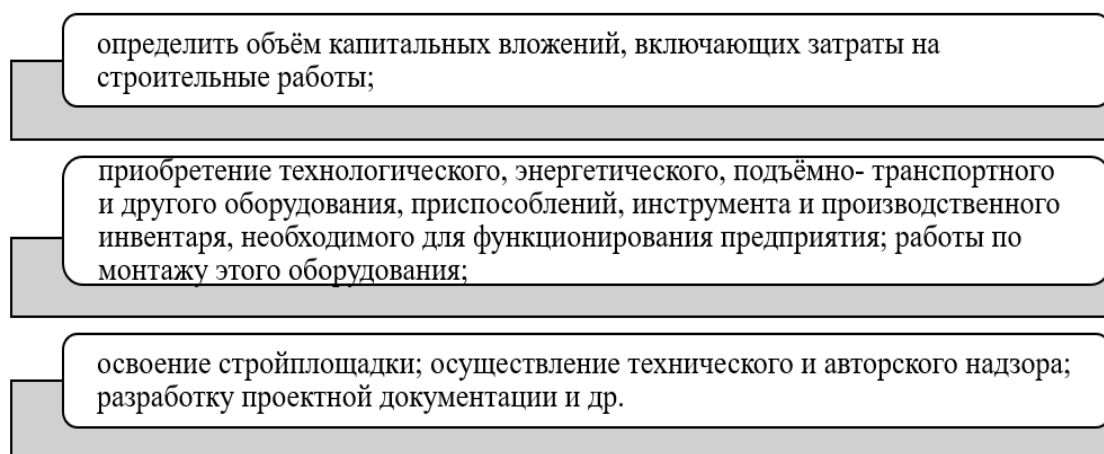 определить объём капитальных вложений, включающих затраты на
строительные работы;
приобретение технологического, энергетического, подъёмно- транспортного
и другого оборудования, приспособлений, инструмента и производственного
инвентаря, необходимого для функционирования предприятия; работы по
монтажу этого оборудования;
освоение стройплощадки; осуществление технического и авторского надзора;
разработку проектной документации и др.